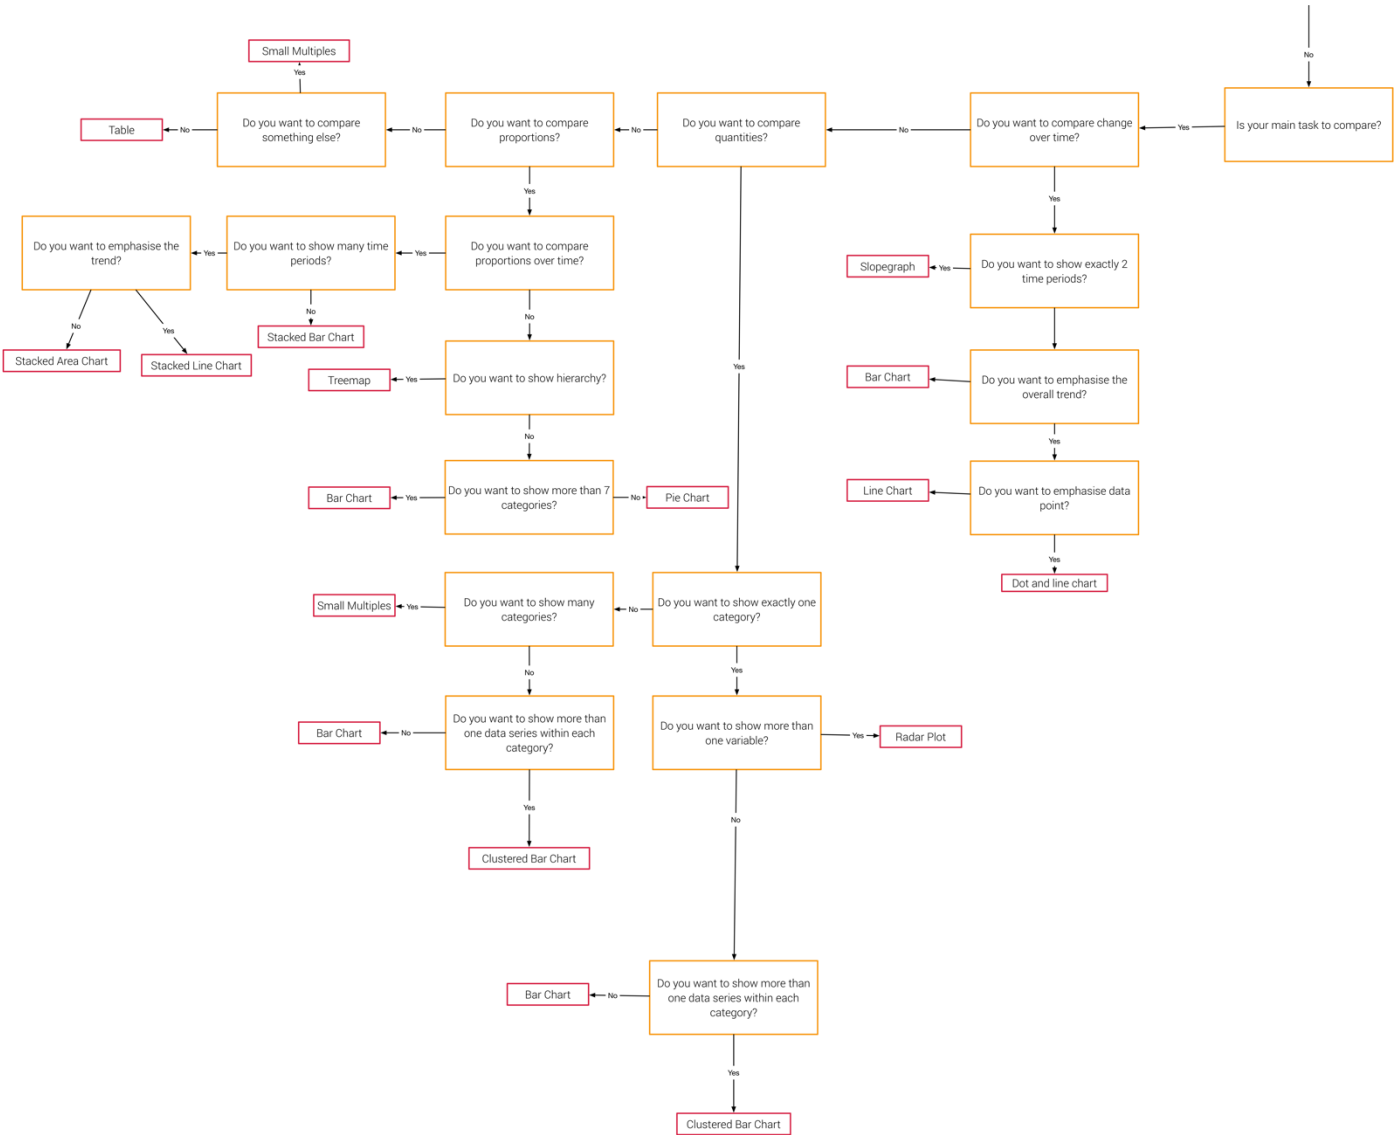 No
Small Multiples
Yes
Table
No
Do you want to compare
something else?
No
Do you want to compare
proportions?
No
Do you want to compare
quantities?
No
Do you want to compare change
over time?
Yes
Is your main task to compare?
Yes
Yes
Do you want to emphasise the
trend?
Yes
Do you want to show many time
periods?
Yes
Do you want to compare
proportions over time?
Slopegraph
Yes
Do you want to show exactly 2
time periods?
No
Yes
No
No
Stacked Area Chart
Stacked Line Chart
Stacked Bar Chart
Treemap
Yes
Do you want to show hierarchy?
Yes
Bar Chart
Do you want to emphasise the
overall trend?
No
Yes
Bar Chart
Yes
Do you want to show more than 7
categories?
No
Pie Chart
Line Chart
Do you want to emphasise data
point?
Yes
Dot and line chart
Small Multiples
Yes
Do you want to show many
categories?
No
Do you want to show exactly one
category?
No
Yes
Bar Chart
No
Do you want to show more than
one data series within each
category?
Do you want to show more than
one variable?
Yes
Radar Plot
Yes
No
Clustered Bar Chart
Bar Chart
No
Do you want to show more than
one data series within each
category?
Yes
Clustered Bar Chart